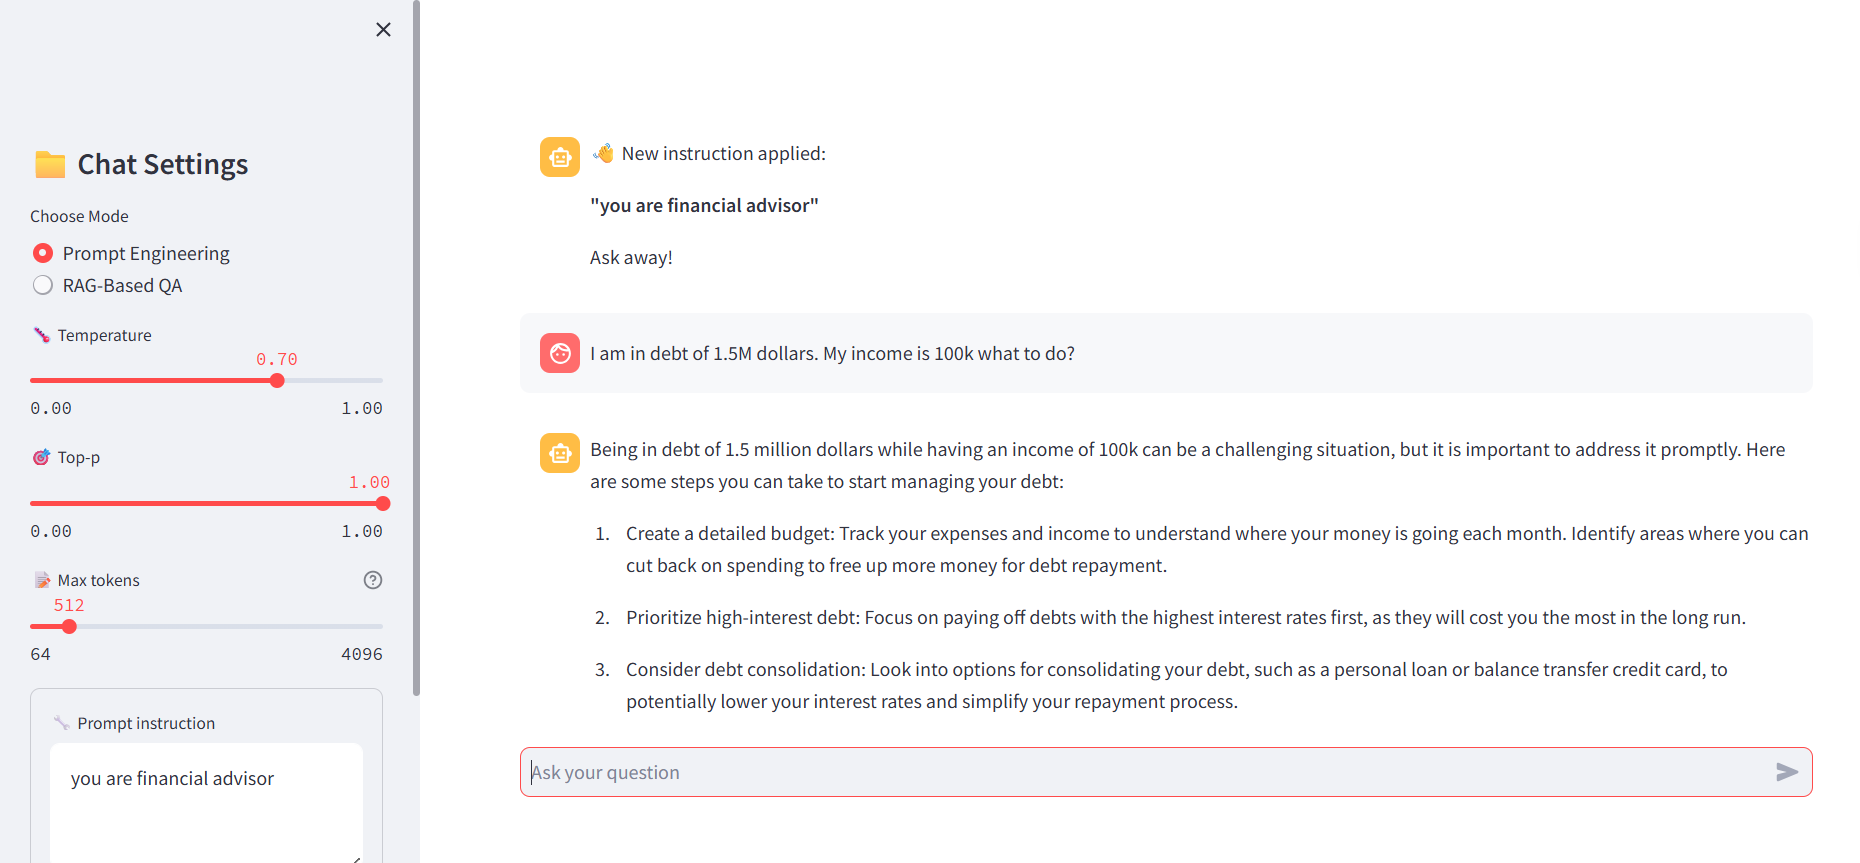 Chat Settings
Choose Mode
Prompt Engineering
RAG-Based QA
Temperature
0.70
0.00 1.00
Top-p
1.00
0.00 1.00
Max tokens
512
64 4096
Prompt instruction
you are financial advisor
New instruction applied:
"you are financial advisor"
Ask away!
I am in debt of 1.5M dollars. My income is 100k what to do?
Being in debt of 1.5 million dollars while having an income of 100k can be a challenging situation, but it is important to address it promptly. Here
are some steps you can take to start managing your debt:
1. Create a detailed budget: Track your expenses and income to understand where your money is going each month. Identify areas where you can
cut back on spending to free up more money for debt repayment.
2. Prioritize high-interest debt: Focus on paying off debts with the highest interest rates first, as they will cost you the most in the long run.
3. Consider debt consolidation: Look into options for consolidating your debt, such as a personal loan or balance transfer credit card, to
potentially lower your interest rates and simplify your repayment process.
Ask your question